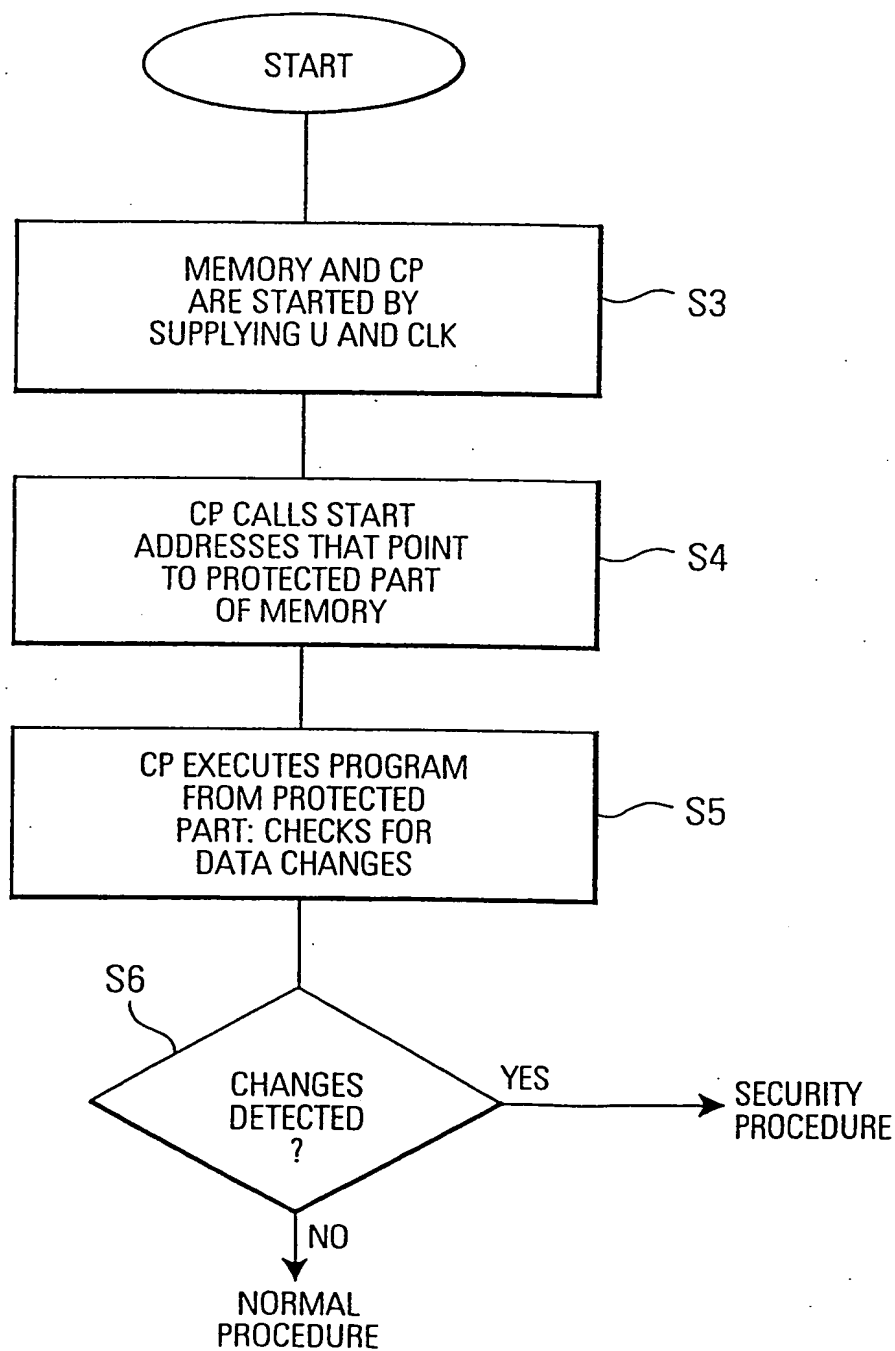 START
MEMORY AND CP
ARE STARTED BY
SUPPLYING U AND CLK
S3
CP CALLS START
ADDRESSES THAT POINT
TO PROTECTED PART
OF MEMORY
S4
CP EXECUTES PROGRAM
FROM PROTECTED
PART: CHECKS FOR
DATA CHANGES
S5
S6
CHANGES
DETECTED
?
YES
SECURITY
PROCEDURE
NO
NORMAL
PROCEDURE